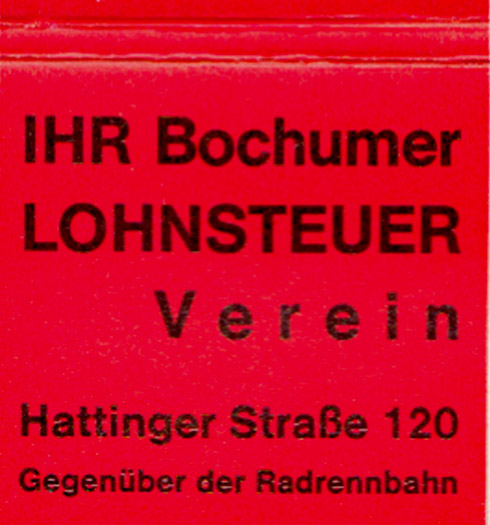 IHR Bochumer
LOHNSTEUER
Verein
Hattinger Straße 120
Gegenüber der Radrennbahn